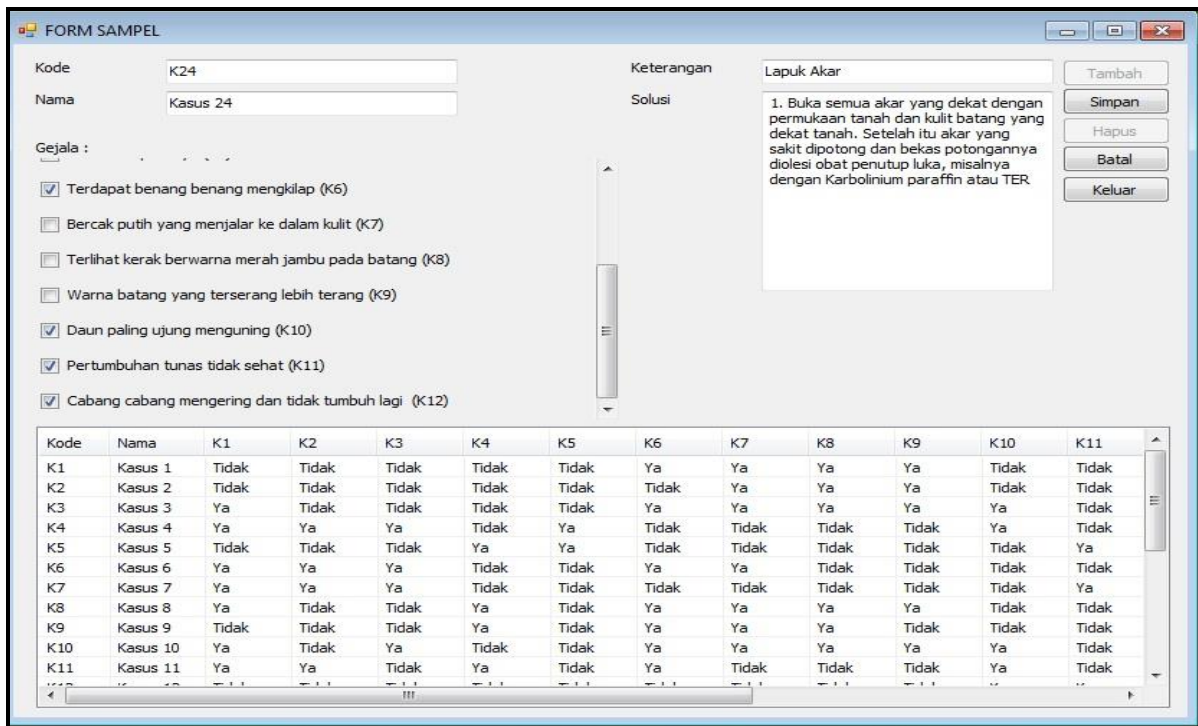 FORM SAMPEL
Kode K24 Keterangan Lapuk Akar Tambah
Nama Kasus 24 Solusi Simpan
1. Buka semua akar yang dekat dengan
permukaan tanah dan kulit batang yang
dekat tanah. Setelah itu akar yang
sakit dipotong dan bekas potongannya
diolesi obat penutup luka, misalnya
dengan Karbolinium paraffin atau TER
Hapus
Batal
Keluar
Gejala :
Terdapat benang benang mengkilap (K6)
Bercak putih yang menjalar ke dalam kulit (K7)
Terlihat kerak berwarna merah jambu pada batang (K8)
Warna batang yang terserang lebih terang (K9)
Daun paling ujung menguning (K10)
Pertumbuhan tunas tidak sehat (K11)
Cabang cabang mengering dan tidak tumbuh lagi (K12)
Kode Nama K1 K2 K3 K4 K5 K6 K7 K8 K9 K10 K11
K1 Kasus 1 Tidak Tidak Tidak Tidak Tidak Ya Ya Ya Ya Tidak Tidak
K2 Kasus 2 Tidak Tidak Tidak Tidak Tidak Tidak Ya Ya Ya Tidak Tidak
K3 Kasus 3 Ya Tidak Tidak Tidak Tidak Ya Ya Ya Ya Ya Tidak
K4 Kasus 4 Ya Ya Ya Tidak Ya Tidak Tidak Tidak Tidak Ya Tidak
K5 Kasus 5 Tidak Tidak Tidak Ya Ya Tidak Tidak Tidak Tidak Tidak Ya
K6 Kasus 6 Ya Ya Ya Tidak Tidak Ya Ya Tidak Tidak Tidak Tidak
K7 Kasus 7 Ya Ya Ya Tidak Tidak Tidak Tidak Tidak Tidak Tidak Ya
K8 Kasus 8 Ya Tidak Tidak Ya Tidak Ya Ya Ya Ya Tidak Tidak
K9 Kasus 9 Tidak Tidak Tidak Ya Tidak Ya Ya Ya Tidak Tidak Tidak
K10 Kasus 10 Ya Tidak Ya Tidak Tidak Ya Ya Ya Tidak Ya Tidak
K11 Kasus 11 Ya Ya Tidak Ya Tidak Ya Tidak Tidak Tidak Ya Tidak